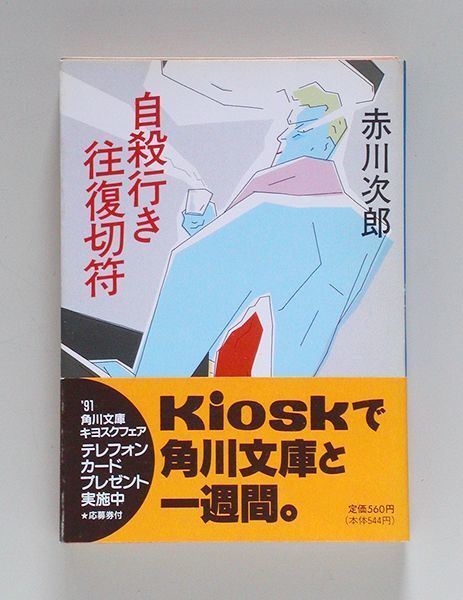 自殺行き
往復切符
赤川次郎
'91
角川文庫
キヨスクフェア
テレフォン
カード
プレゼント
実施中
★応募券付
Kioskで
角川文庫と
一週間。
定価560円
(本体544円)